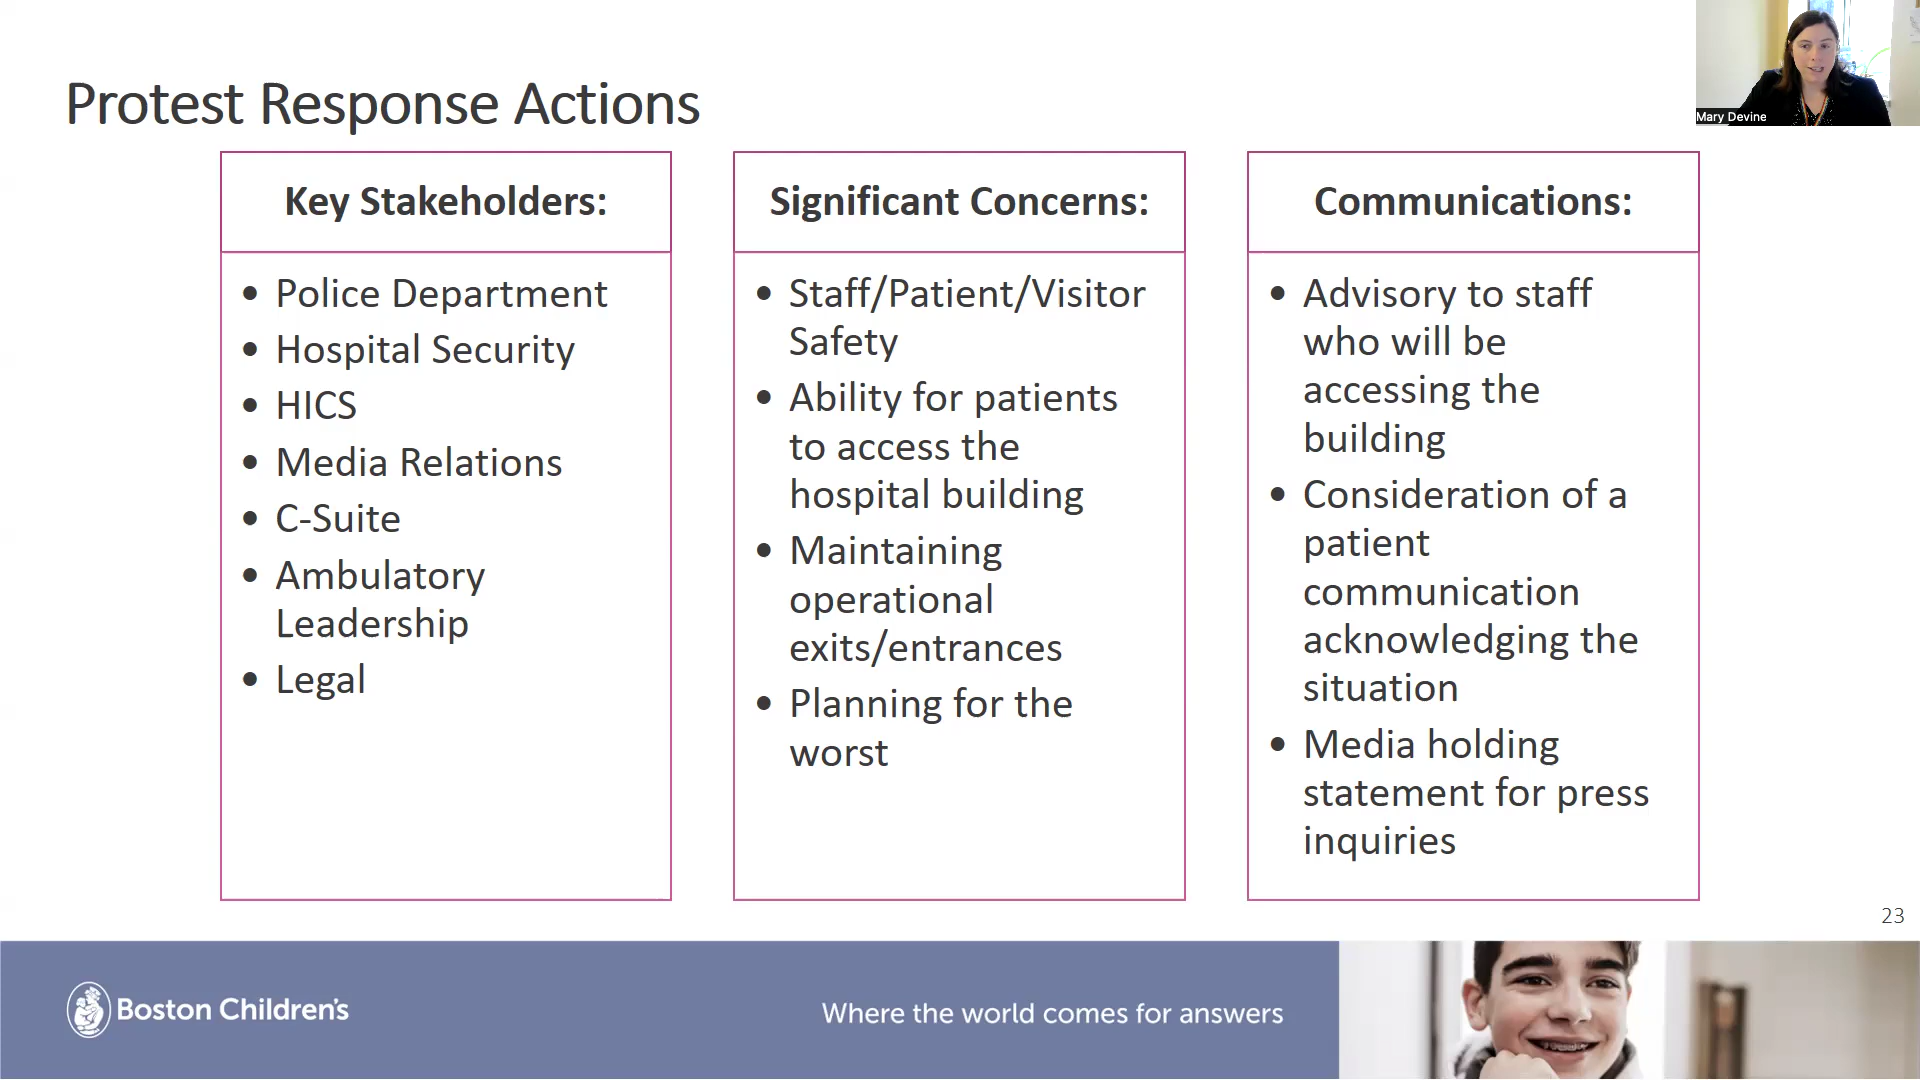 Protest Response Actions
Mary Devine
Key Stakeholders:
• Police Department
• Hospital Security
• HICS
• Media Relations
• C-Suite
• Ambulatory
Leadership
• Legal
Significant Concerns:
• Staff/Patient/Visitor
Safety
• Ability for patients
to access the
hospital building
• Maintaining
operational
exits/entrances
• Planning for the
worst
Communications:
• Advisory to staff
who will be
accessing the
building
• Consideration of a
patient
communication
acknowledging the
situation
• Media holding
statement for press
inquiries
23
Boston Children's
Where the world comes for answers